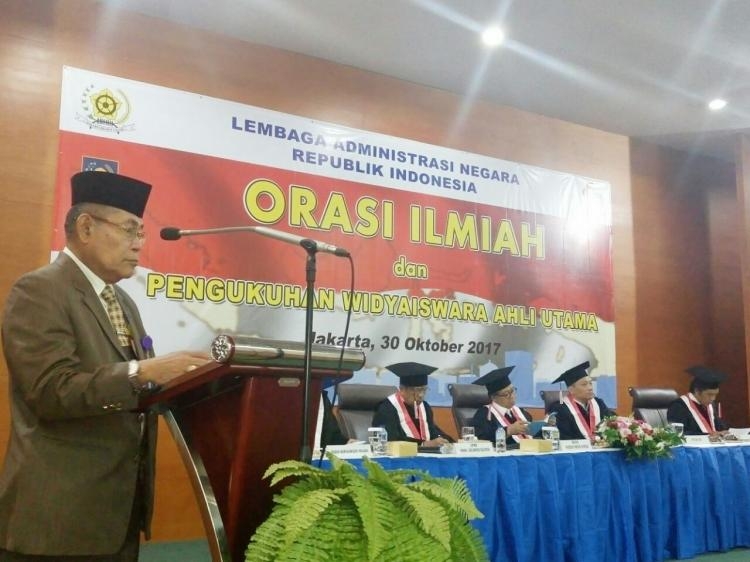 LEMBAGA ADMINISTRASI NEGARA
REPUBLIK INDONESIA
ORASI ILMIAH
dan
PENGUKUHAN WIDYAISWARA AHLI UTAMA
Jakarta, 30 Oktober 2017